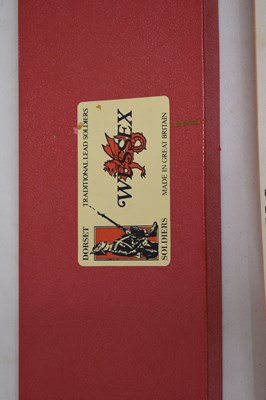 TRADITIONAL LEAD SOLDIERS
WESSEX
MADE IN GREAT BRITAIN
DORSET
SOLDIERS